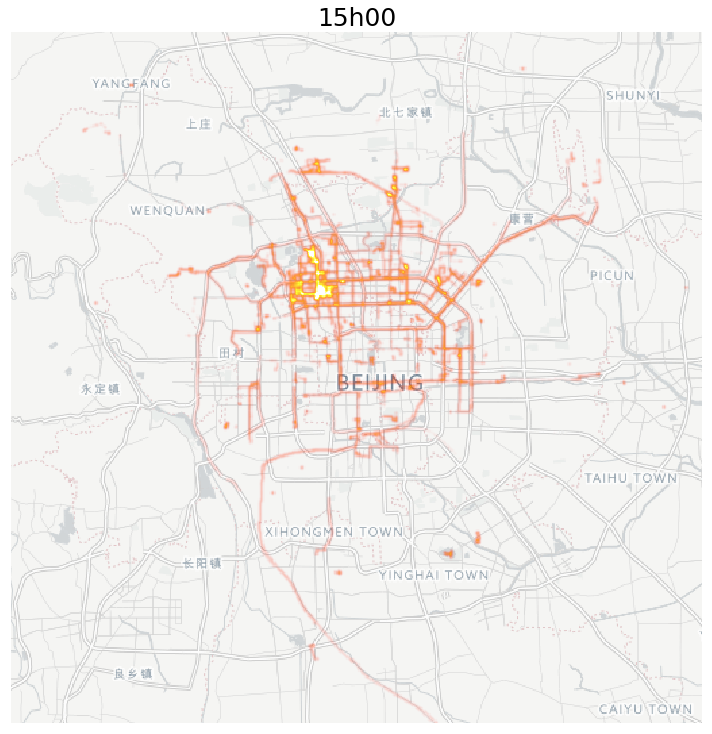 15h00
YANGFANG
SHUNYI
上庄
北七家镇
WENQUAN
康营
PICUN
田村
永定镇
BEIJING
TAIHU TOWN
XIHONGMEN TOWN
长阳镇
YINGHAI TOWN
良乡镇
CAIYU TOWN